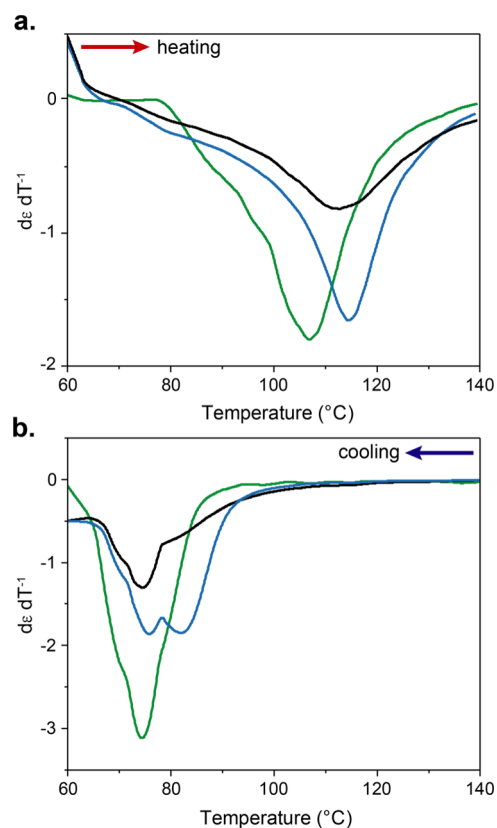 a.
heating
0
-1
-2
dε dT-1
60
80
100
120
140
Temperature (°C)
b.
cooling
0
-1
-2
-3
dε dT-1
60
80
100
120
140
Temperature (°C)